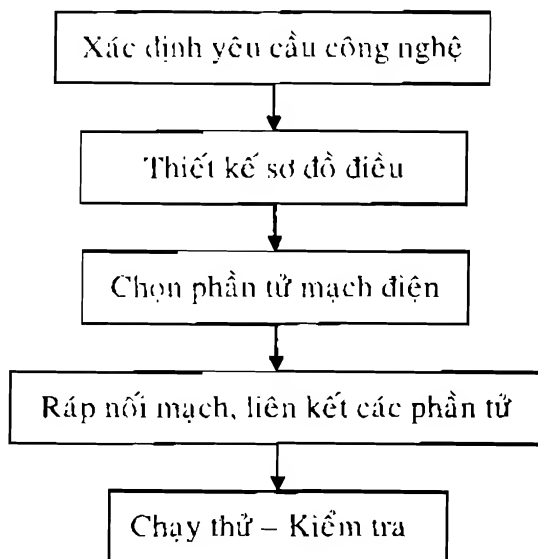 Xác định yêu cầu công nghệ
Thiết kế sơ đồ điều
Chọn phần tử mạch điện
Ráp nối mạch, liên kết các phần tử
Chạy thử – Kiểm tra